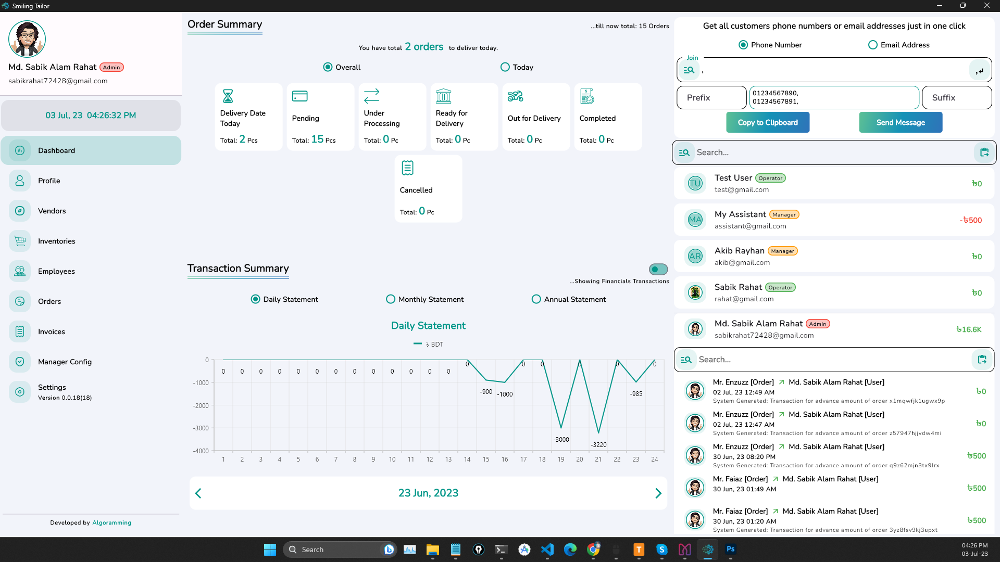 Smiling Tailor
Md. Sabik Alam Rahat Admin
sabikrahat72428@gmail.com
03 Jul, 23 04:26:32 PM
Dashboard
Profile
Vendors
Inventories
Employees
Orders
Invoices
Manager Config
Settings
Version 0.0.18(18)
Developed by Algoramming
Order Summary
...till now total: 15 Orders
You have total 2 orders to deliver today.
Overall
Today
Delivery Date
Today
Total: 2 Pcs
Pending
Total: 15 Pcs
Under
Processing
Total: 0 Pc
Ready for
Delivery
Total: 0 Pc
Out for Delivery
Total: 0 Pc
Completed
Total: 0 Pc
Cancelled
Total: 0 Pc
Transaction Summary
...Showing Financials Transactions
Daily Statement
Monthly Statement
Annual Statement
Daily Statement
৳ BDT
0
-1000
-2000
-3000
-4000
0 0 0 0 0 0 0 0 0 0 0 0 0 0 -900 -1000 0 0 -3000 0 -3220 0 -985 0
1 2 3 4 5 6 7 8 9 10 11 12 13 14 15 16 17 18 19 20 21 22 23 24
23 Jun, 2023
Get all customers phone numbers or email addresses just in one click
Phone Number
Email Address
Join
,
,
Prefix
01234567890,
01234567891,
Suffix
Copy to Clipboard
Send Message
Search...
TU
Test User Operator
test@gmail.com
৳0
MA
My Assistant Manager
assistant@gmail.com
-৳500
AR
Akib Rayhan Manager
akib@gmail.com
৳0
Sabik Rahat Operator
rahat@gmail.com
৳0
Md. Sabik Alam Rahat Admin
sabikrahat72428@gmail.com
৳16.6K
Search...
Mr. Enzuzz [Order] Md. Sabik Alam Rahat [User]
02 Jul, 23 12:49 AM
System Generated: Transaction for advance amount of order x1mqwfjk1ugwx9p
৳0
Mr. Enzuzz [Order] Md. Sabik Alam Rahat [User]
02 Jul, 23 12:47 AM
System Generated: Transaction for advance amount of order z57947hjjvdw4mi
৳0
Mr. Enzuzz [Order] Md. Sabik Alam Rahat [User]
30 Jun, 23 08:20 PM
System Generated: Transaction for advance amount of order q9z62mjn3tx9lrx
৳500
Mr. Faiaz [Order] Md. Sabik Alam Rahat [User]
30 Jun, 23 01:49 AM
৳500
Mr. Faiaz [Order] Md. Sabik Alam Rahat [User]
30 Jun, 23 01:20 AM
System Generated: Transaction for advance amount of order 3yz8fsv9kj3upxt
৳500
Search
T
S
Ps
04:26 PM
03-Jul-23